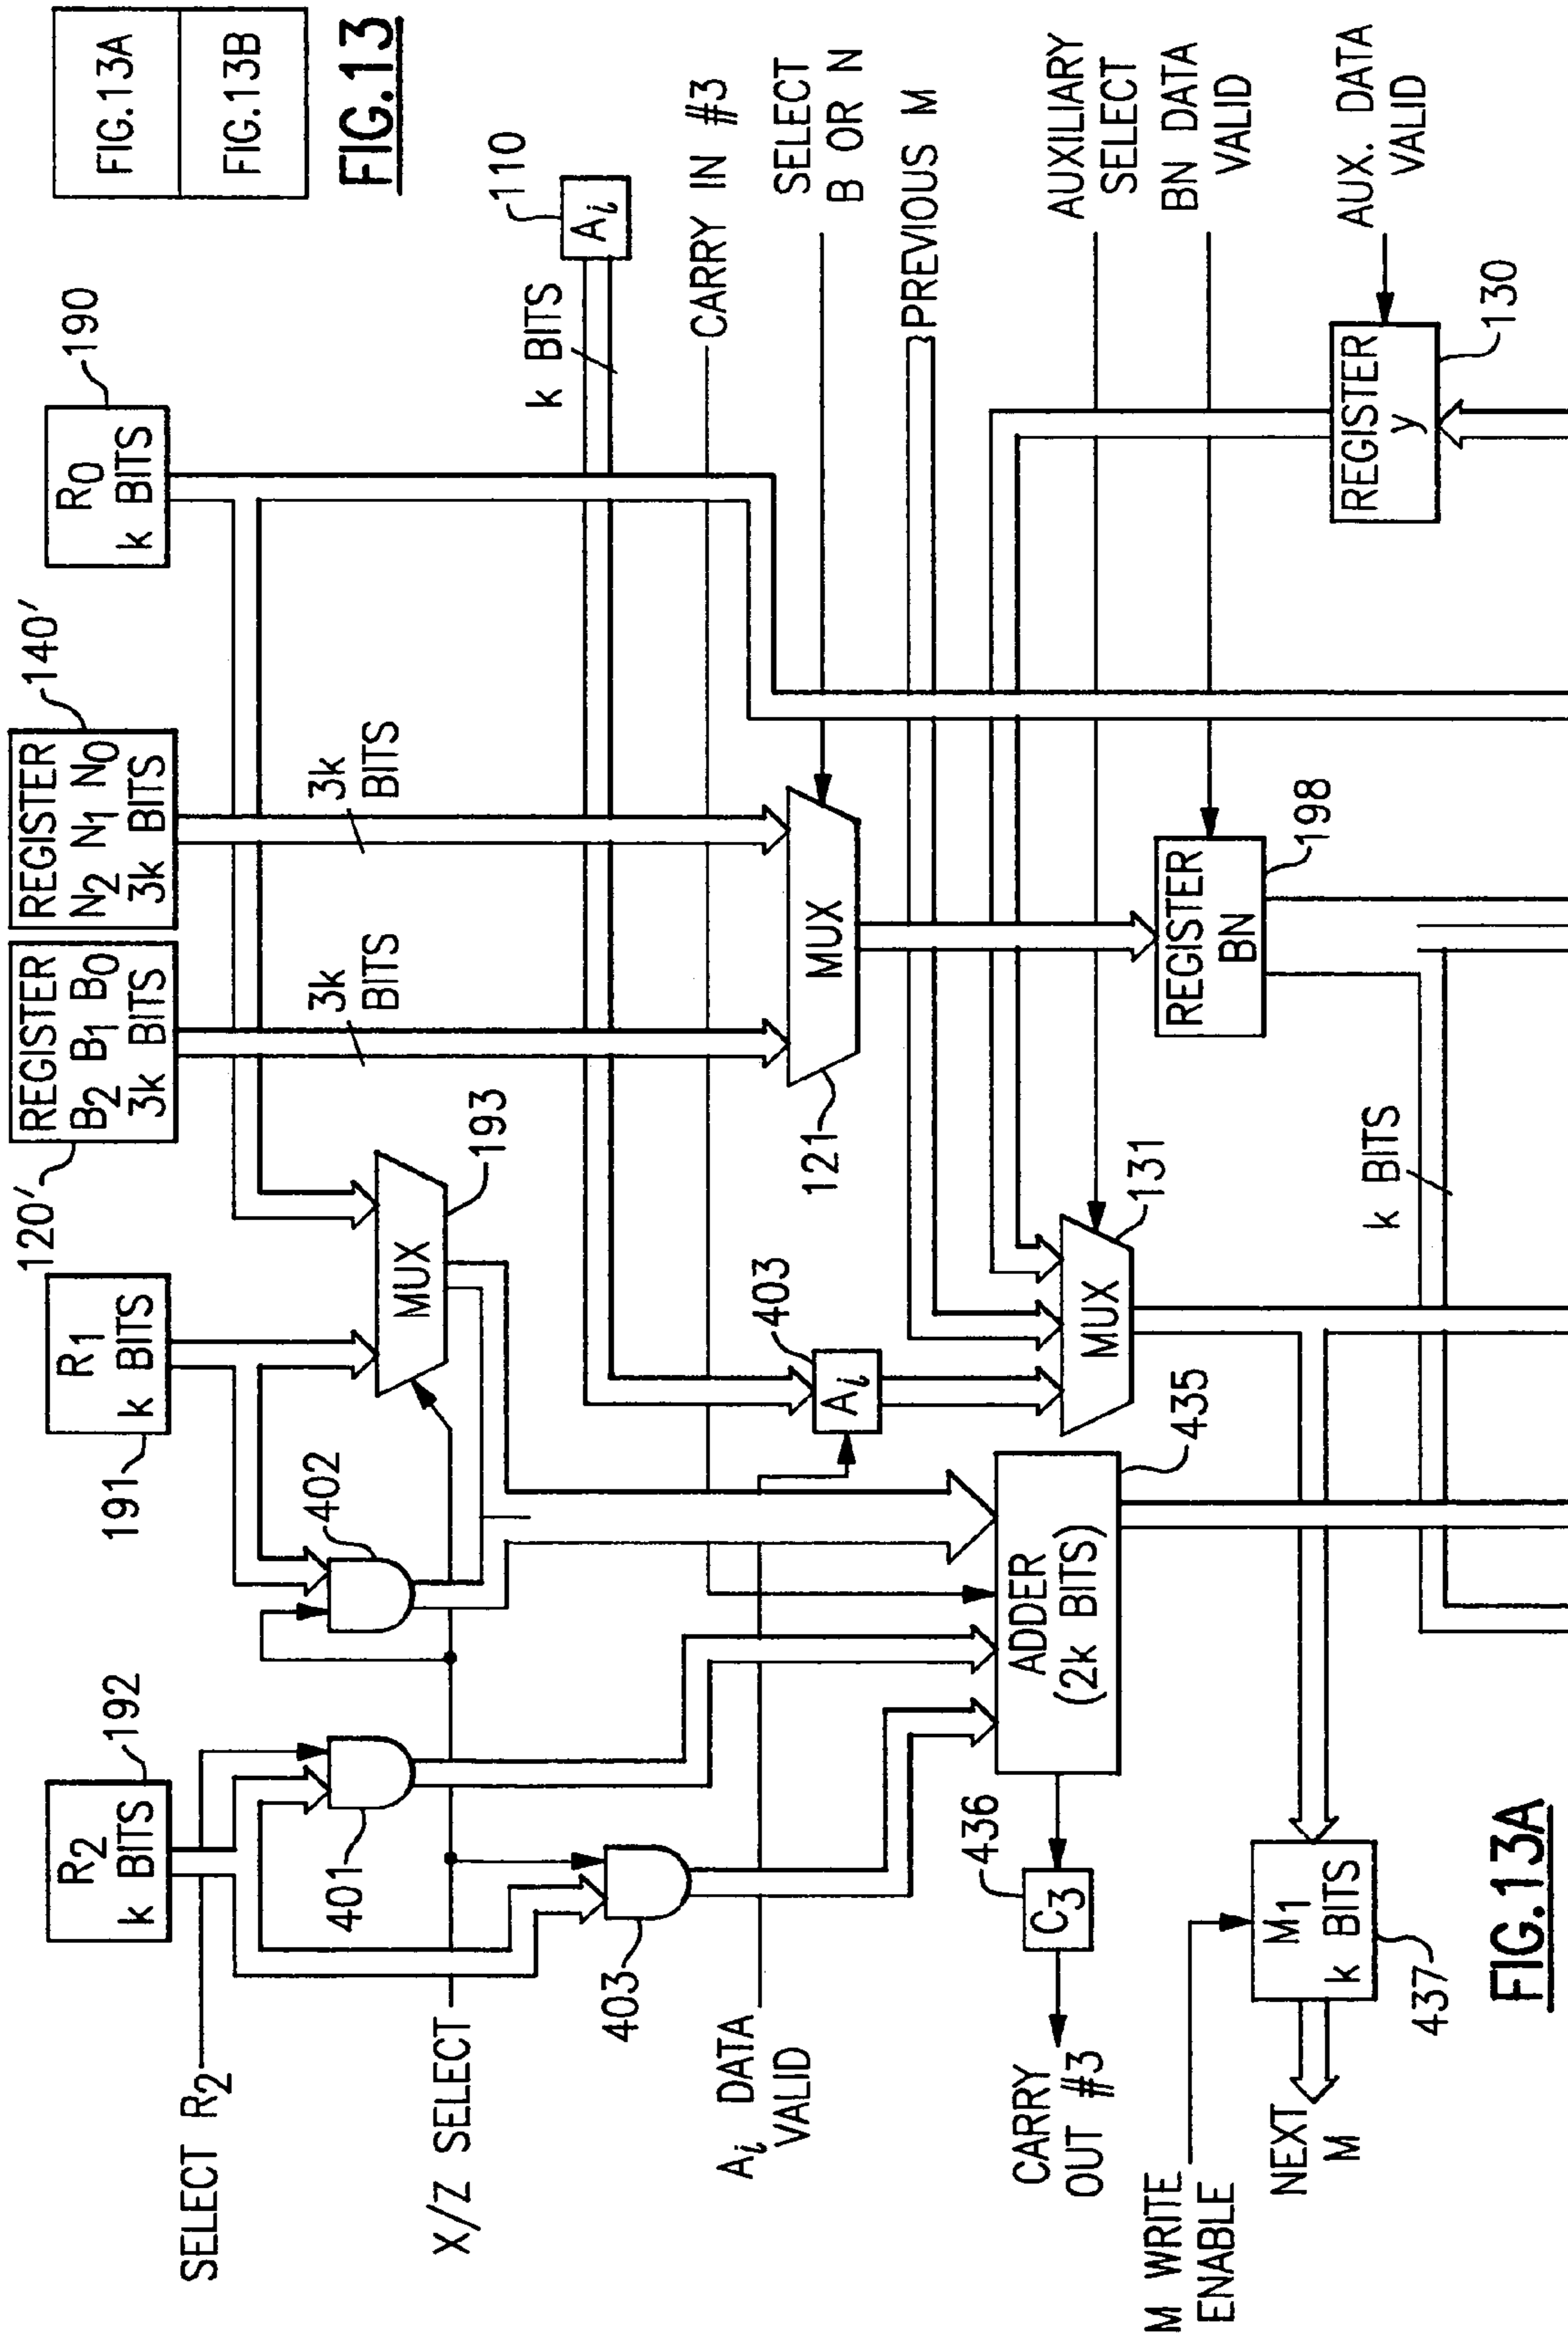 FIG.13A
FIG.13B
FIG.13
SELECT R2
R2
k BITS
192
191
R1
k BITS
120'
REGISTER
B2 B1 B0
3k BITS
REGISTER
N2 N1 N0
3k BITS
140'
R0
k BITS
190
401
402
MUX
193
3k
BITS
3k
BITS
k BITS
110
Ai
X/Z SELECT
403
CARRY IN #3
Ai DATA
VALID
403
Ai
121
MUX
SELECT
B OR N
PREVIOUS M
CARRY
OUT #3
436
C3
ADDER
(2k BITS)
435
MUX
131
AUXILIARY
SELECT
REGISTER
BN
198
BN DATA
VALID
M WRITE
ENABLE
NEXT
M
M1
k BITS
437
k BITS
REGISTER
y
130
AUX. DATA
VALID
FIG.13A